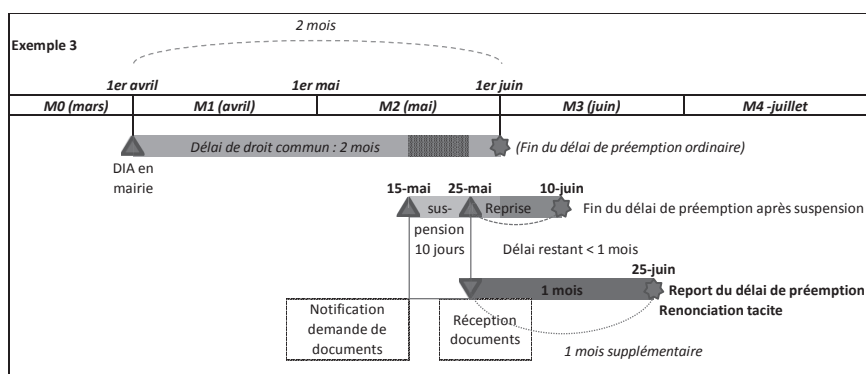 2 mois
Exemple 3
1er avril 1er mai 1er juin
M0 (mars) M1 (avril) M2 (mai) M3 (juin) M4 -juillet
Délai de droit commun : 2 mois (Fin du délai de préemption ordinaire)
DIA en
mairie
15-mai 25-mai 10-juin
sus-
pension
10 jours
Reprise Fin du délai de préemption après suspension
Délai restant < 1 mois
25-juin
1 mois Report du délai de préemption
Renonciation tacite
Notification
demande de
documents
Réception
documents
1 mois supplémentaire